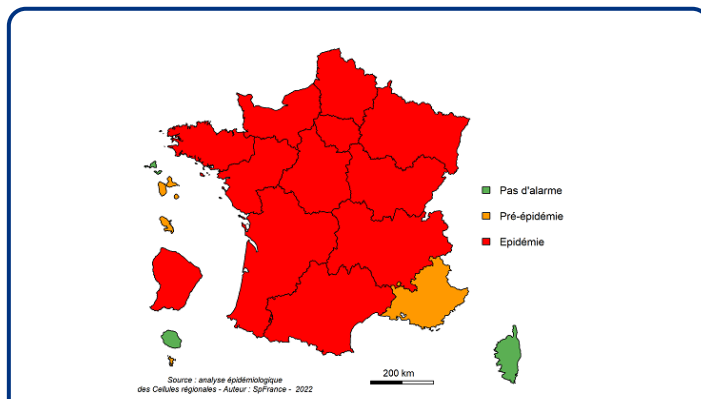 Pas d'alarme
Pré-épidémie
Epidémie
200 km
Source : analyse épidémiologique
des Cellules régionales - Auteur : SpFrance - 2022